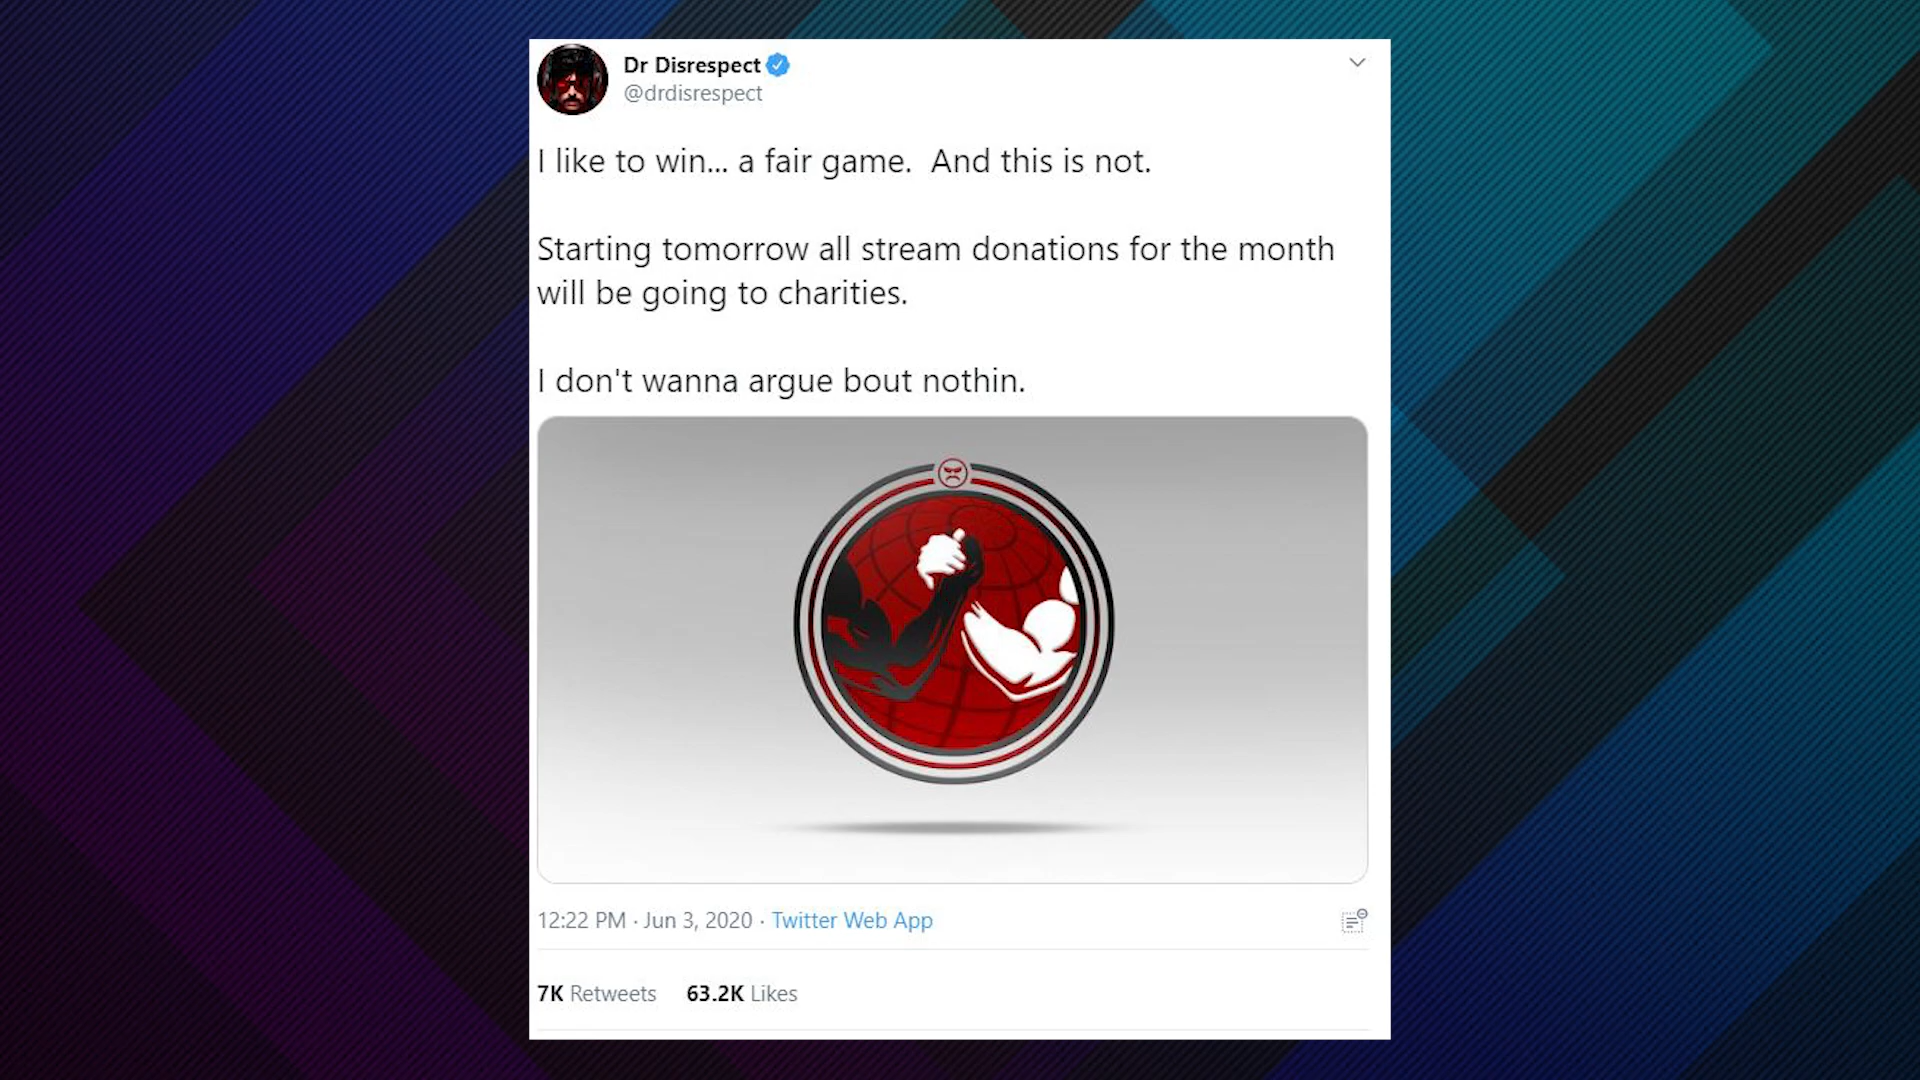 Dr Disrespect
@drdisrespect
I like to win... a fair game.  And this is not.
Starting tomorrow all stream donations for the month
will be going to charities.
I don't wanna argue bout nothin.
12:22 PM · Jun 3, 2020 · Twitter Web App
7K Retweets 63.2K Likes